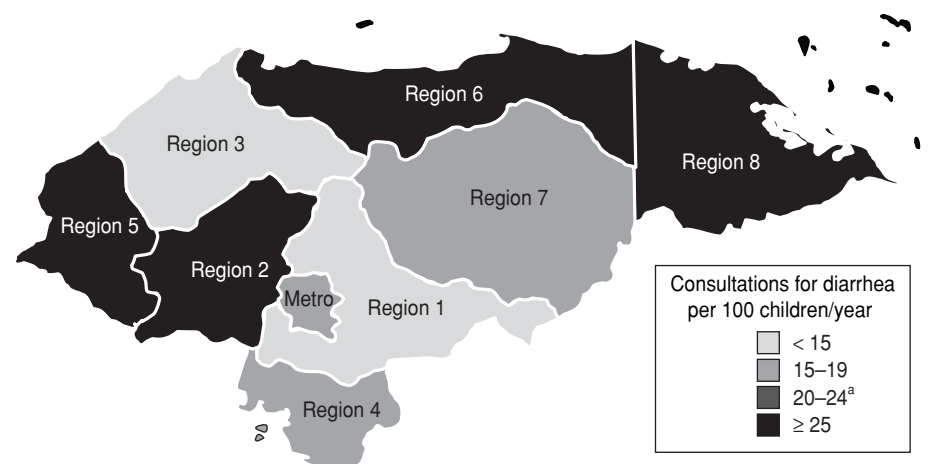 Region 6
Region 3
Region 8
Region 7
Region 5
Region 2
Metro
Region 1
Region 4
Consultations for diarrhea
per 100 children/year
< 15
15–19
20–24ª
≥ 25